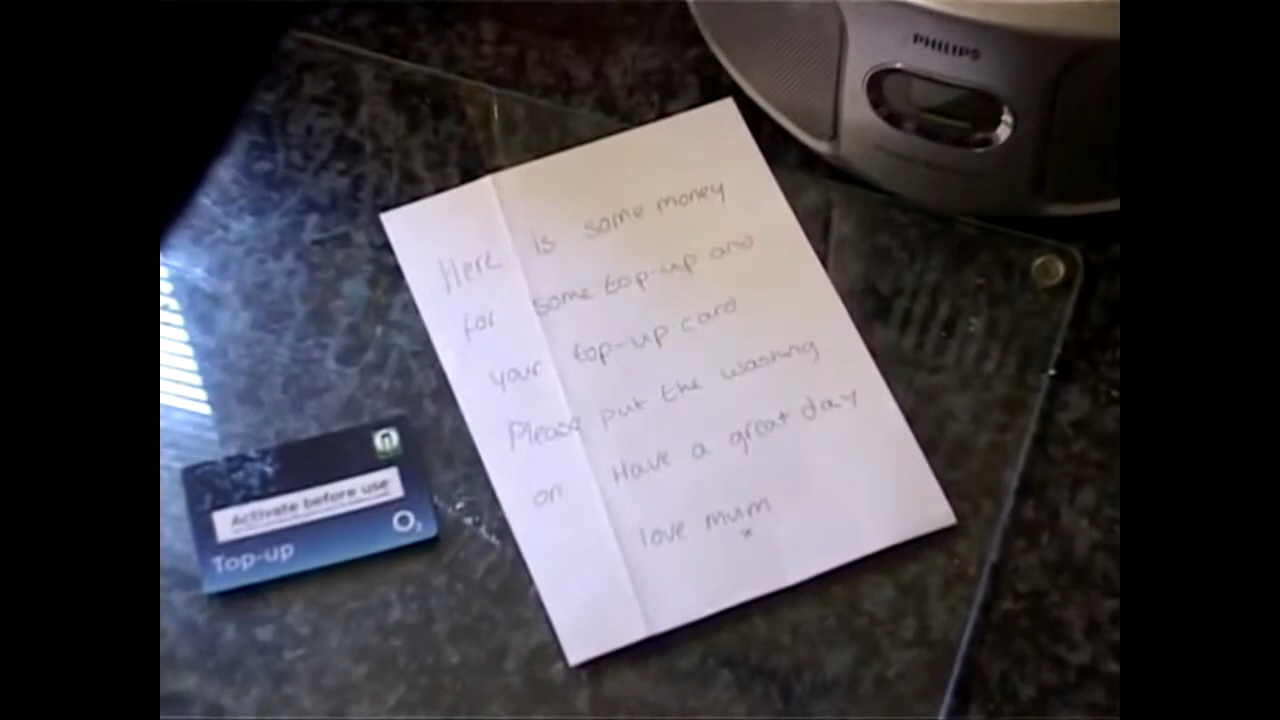 PHILIPS
Here is some money
for some top-up and
your top-up card
Please put the washing
on Have a great day
love mum
x
Activate before use
O2
Top-up